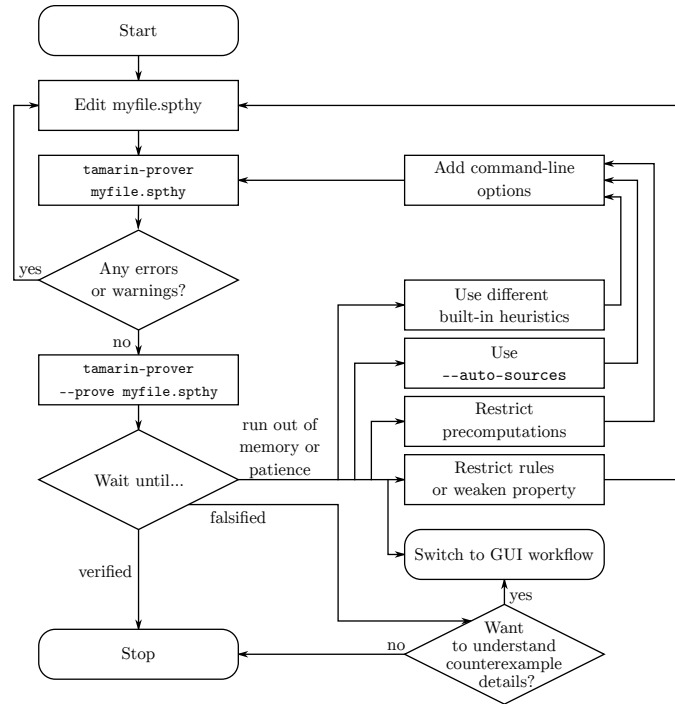 Start
Edit myfile.spthy
tamarin-prover
myfile.spthy
Add command-line
options
yes
Any errors
or warnings?
Use different
built-in heuristics
no
tamarin-prover
--prove myfile.spthy
Use
--auto-sources
run out of
memory or
patience
Restrict
precomputations
Wait until...
Restrict rules
or weaken property
falsified
Switch to GUI workflow
verified
yes
Want
to understand
counterexample
details?
no
Stop